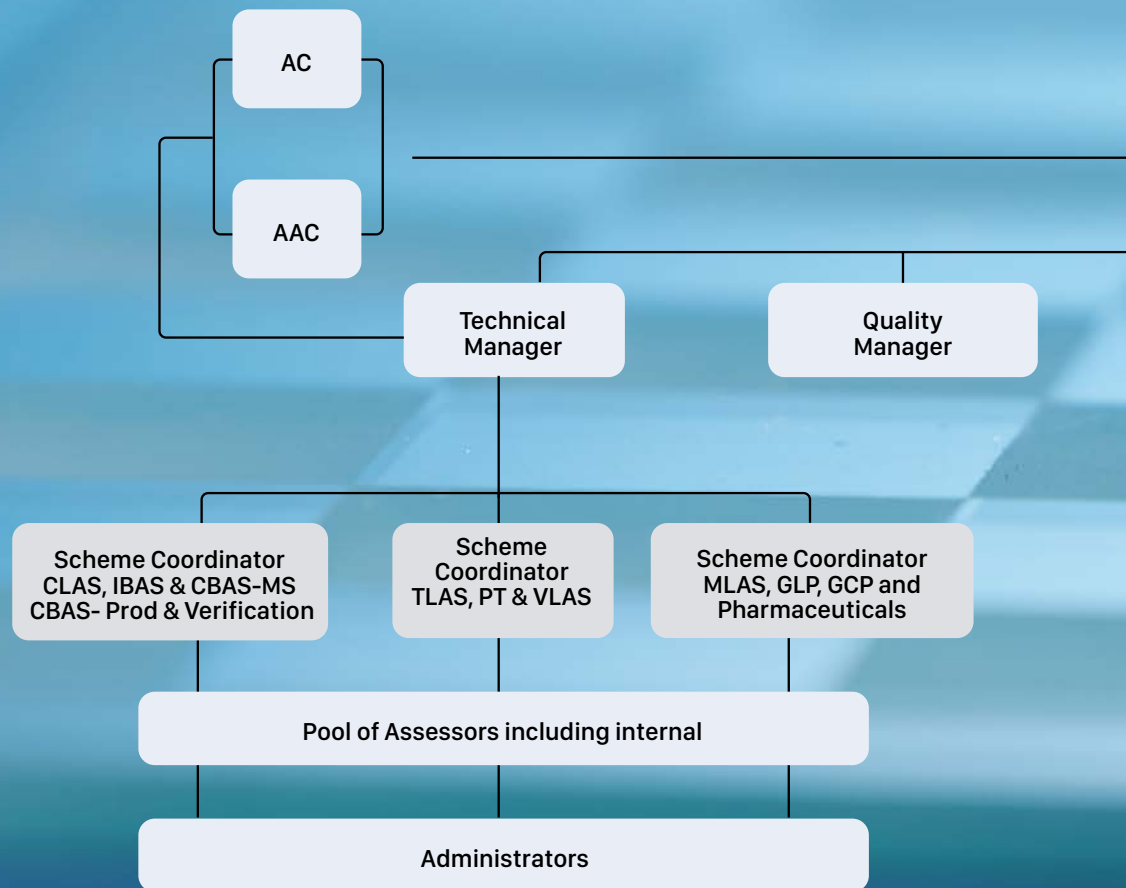 AC
AAC
Technical
Manager
Quality
Manager
Scheme Coordinator
CLAS, IBAS & CBAS-MS
CBAS- Prod & Verification
Scheme
Coordinator
TLAS, PT & VLAS
Scheme Coordinator
MLAS, GLP, GCP and
Pharmaceuticals
Pool of Assessors including internal
Administrators